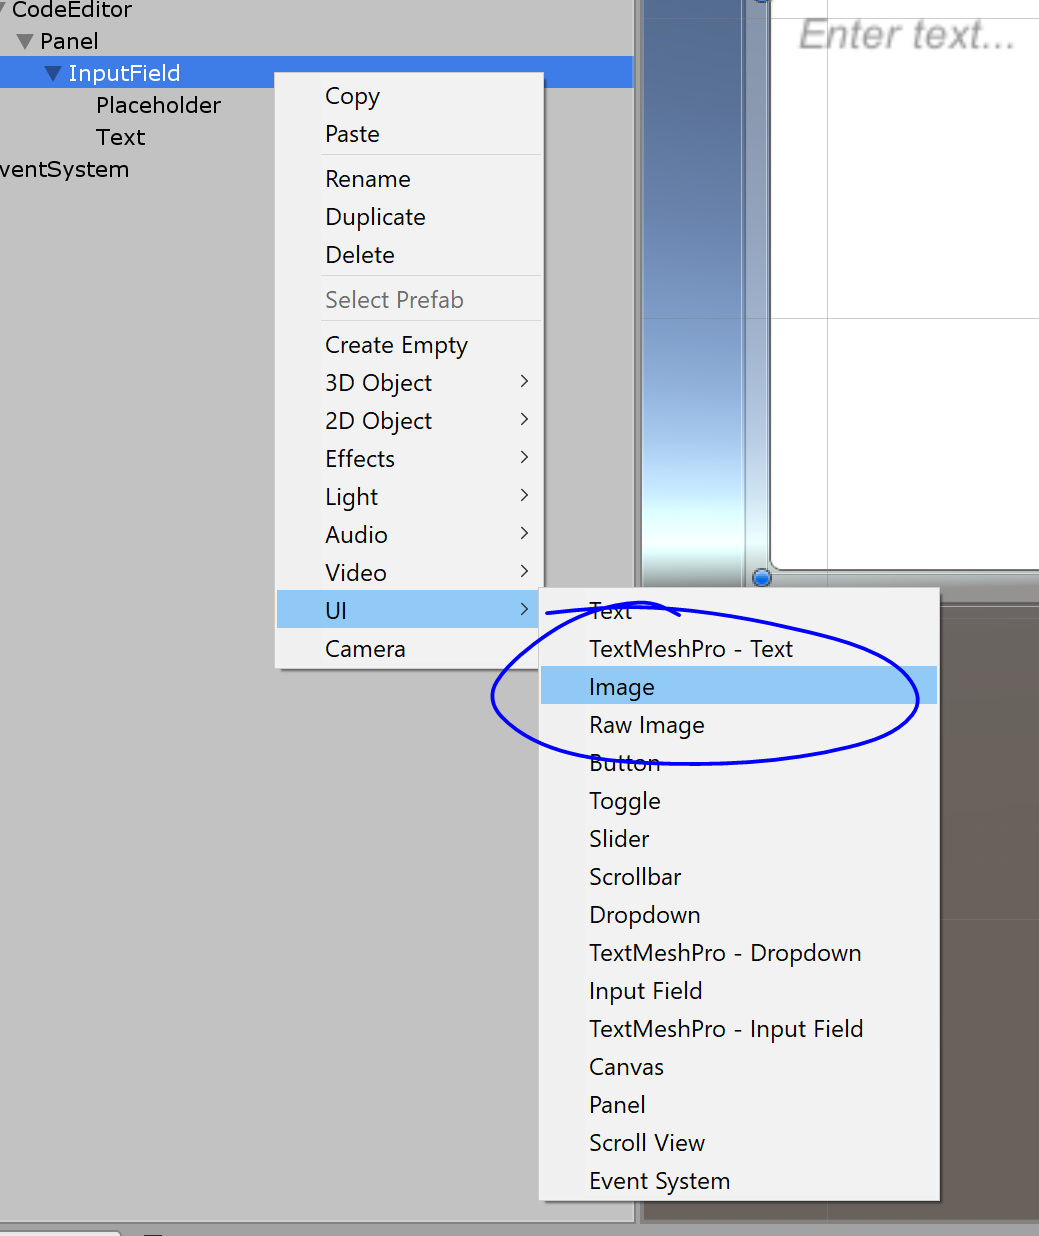 CodeEditor
Panel
InputField
Placeholder
Text
ventSystem
Enter text...
Copy
Paste
Rename
Duplicate
Delete
Select Prefab
Create Empty
3D Object
2D Object
Effects
Light
Audio
Video
UI
Camera
Text
TextMeshPro - Text
Image
Raw Image
Button
Toggle
Slider
Scrollbar
Dropdown
TextMeshPro - Dropdown
Input Field
TextMeshPro - Input Field
Canvas
Panel
Scroll View
Event System